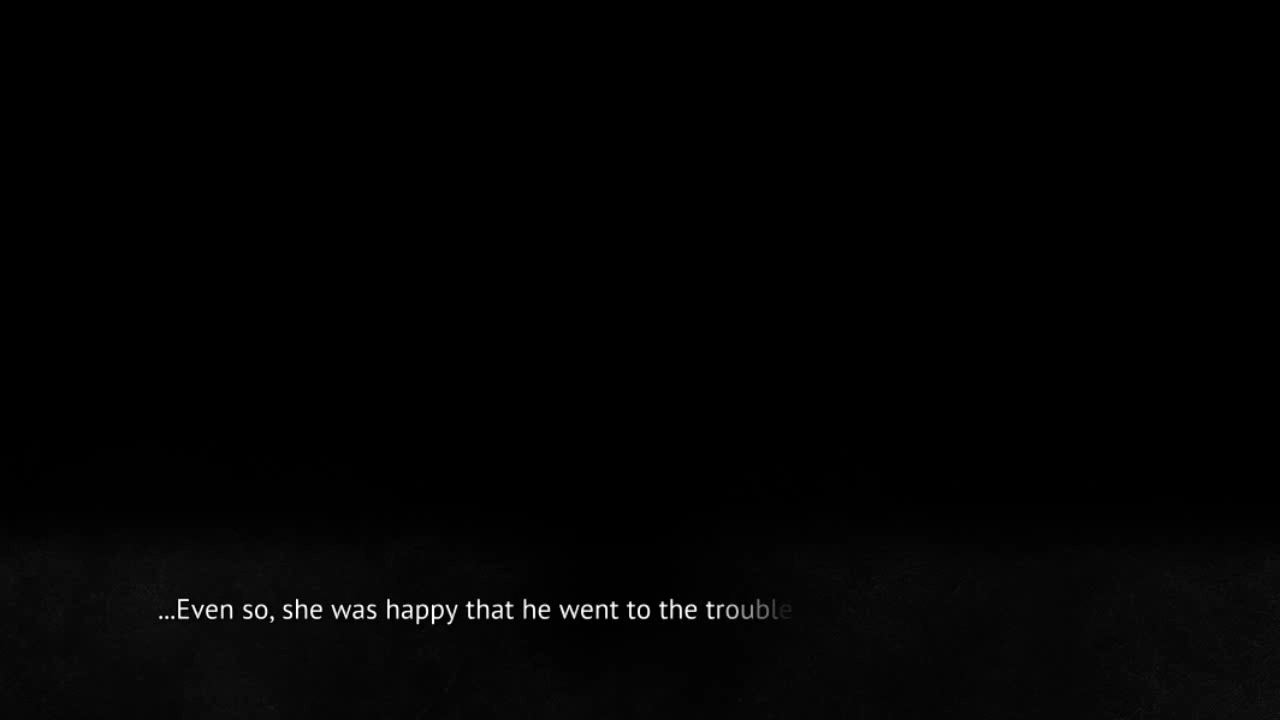 ...Even so, she was happy that he went to the trouble